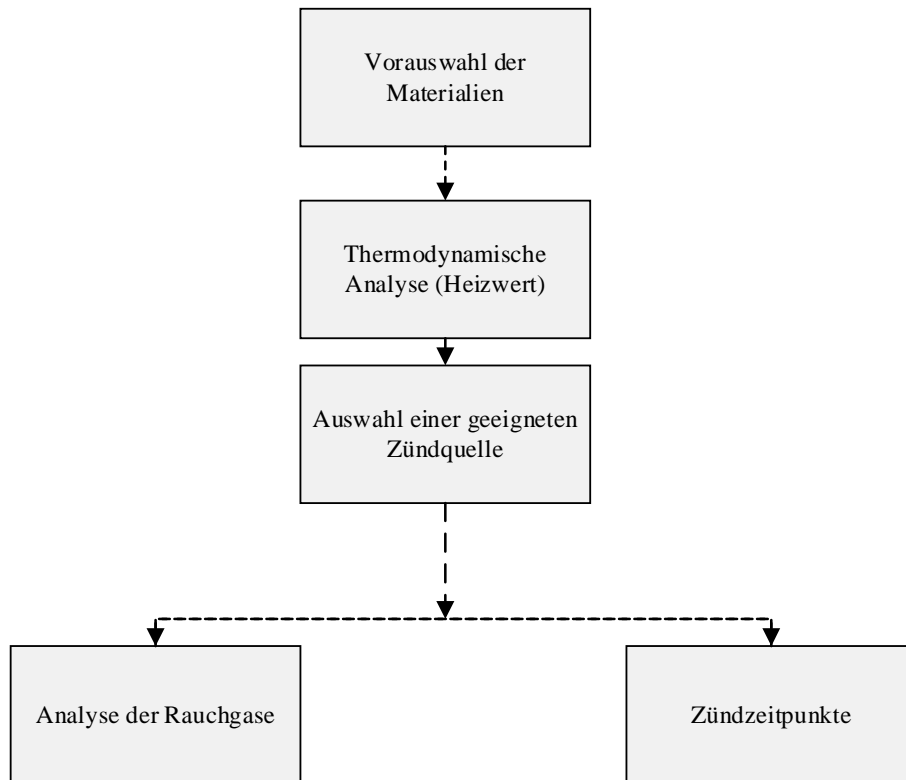 Vorauswahl der
Materialien
Thermodynamische
Analyse (Heizwert)
Auswahl einer geeigneten
Zündquelle
Analyse der Rauchgase
Zündzeitpunkte